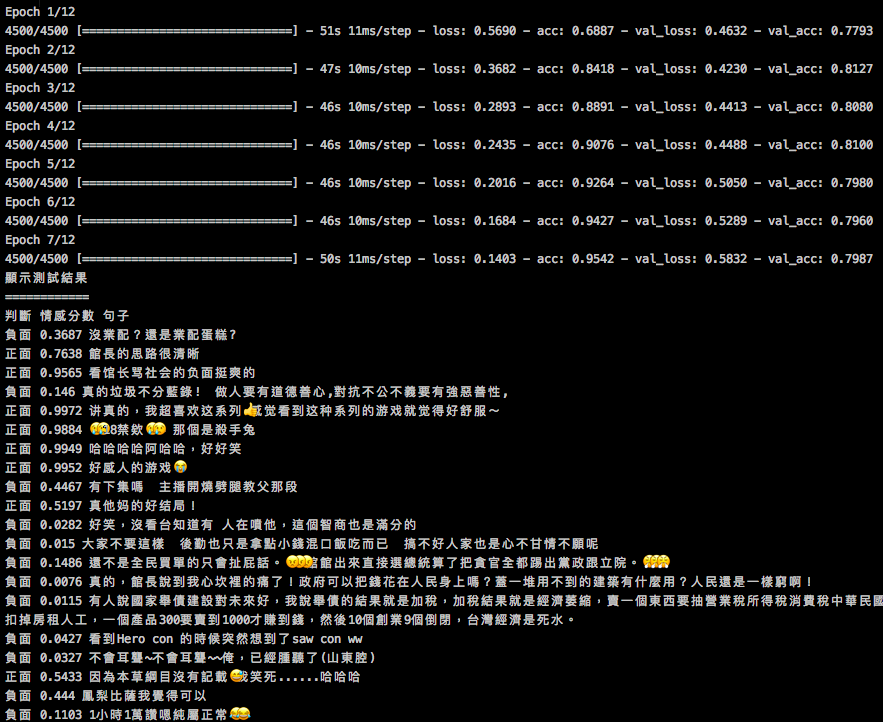 Epoch 1/12
4500/4500 [==============================] - 51s 11ms/step - loss: 0.5690 - acc: 0.6887 - val_loss: 0.4632 - val_acc: 0.7793
Epoch 2/12
4500/4500 [==============================] - 47s 10ms/step - loss: 0.3682 - acc: 0.8418 - val_loss: 0.4230 - val_acc: 0.8127
Epoch 3/12
4500/4500 [==============================] - 46s 10ms/step - loss: 0.2893 - acc: 0.8891 - val_loss: 0.4413 - val_acc: 0.8080
Epoch 4/12
4500/4500 [==============================] - 46s 10ms/step - loss: 0.2435 - acc: 0.9076 - val_loss: 0.4488 - val_acc: 0.8100
Epoch 5/12
4500/4500 [==============================] - 46s 10ms/step - loss: 0.2016 - acc: 0.9264 - val_loss: 0.5050 - val_acc: 0.7980
Epoch 6/12
4500/4500 [==============================] - 46s 10ms/step - loss: 0.1684 - acc: 0.9427 - val_loss: 0.5289 - val_acc: 0.7960
Epoch 7/12
4500/4500 [==============================] - 50s 11ms/step - loss: 0.1403 - acc: 0.9542 - val_loss: 0.5832 - val_acc: 0.7987
顯示測試結果
============
判斷 情感分數 句子
負面 0.3687 沒業配？還是業配蛋糕?
正面 0.7638 館長的思路很清晰
正面 0.9565 看馆长骂社会的负面挺爽的
負面 0.146 真的垃圾不分藍綠! 做人要有道德善心,對抗不公不義要有強惡善性,
正面 0.9972 讲真的，我超喜欢这系列👍感觉看到这种系列的游戏就觉得好舒服～
正面 0.9884 😢😢8禁欸😢😢 那個是殺手兔
正面 0.9949 哈哈哈哈阿哈哈，好好笑
正面 0.9952 好感人的游戏😭
負面 0.4467 有下集嗎 主播開燒劈腿教父那段
正面 0.5197 真他妈的好结局！
負面 0.0282 好笑，沒看台知道有 人在噴他，這個智商也是滿分的
負面 0.015 大家不要這樣 後勤也只是拿點小錢混口飯吃而已 搞不好人家也是心不甘情不願呢
負面 0.1486 還不是全民買單的只會扯屁話。😡😡😡館出來直接選總統算了把貪官全都踢出黨政跟立院。😤😤
負面 0.0076 真的，館長說到我心坎裡的痛了！政府可以把錢花在人民身上嗎？蓋一堆用不到的建築有什麼用？人民還是一樣窮啊！
負面 0.0115 有人說國家舉債建設對未來好，我說舉債的結果就是加稅，加稅結果就是經濟萎縮，賣一個東西要抽營業稅所得稅消費稅中華民國
扣掉房租人工，一個產品300要賣到1000才賺到錢，然後10個創業9個倒閉，台灣經濟是死水。
負面 0.0427 看到Hero con 的時候突然想到了saw con ww
負面 0.0327 不會耳聾~不會耳聾~~俺，已經腫聽了(山東腔)
正面 0.5433 因為本草綱目沒有記載😅我笑死......哈哈哈
負面 0.444 鳳梨比薩我覺得可以
負面 0.1103 1小時1萬讚嗯純屬正常😂😂